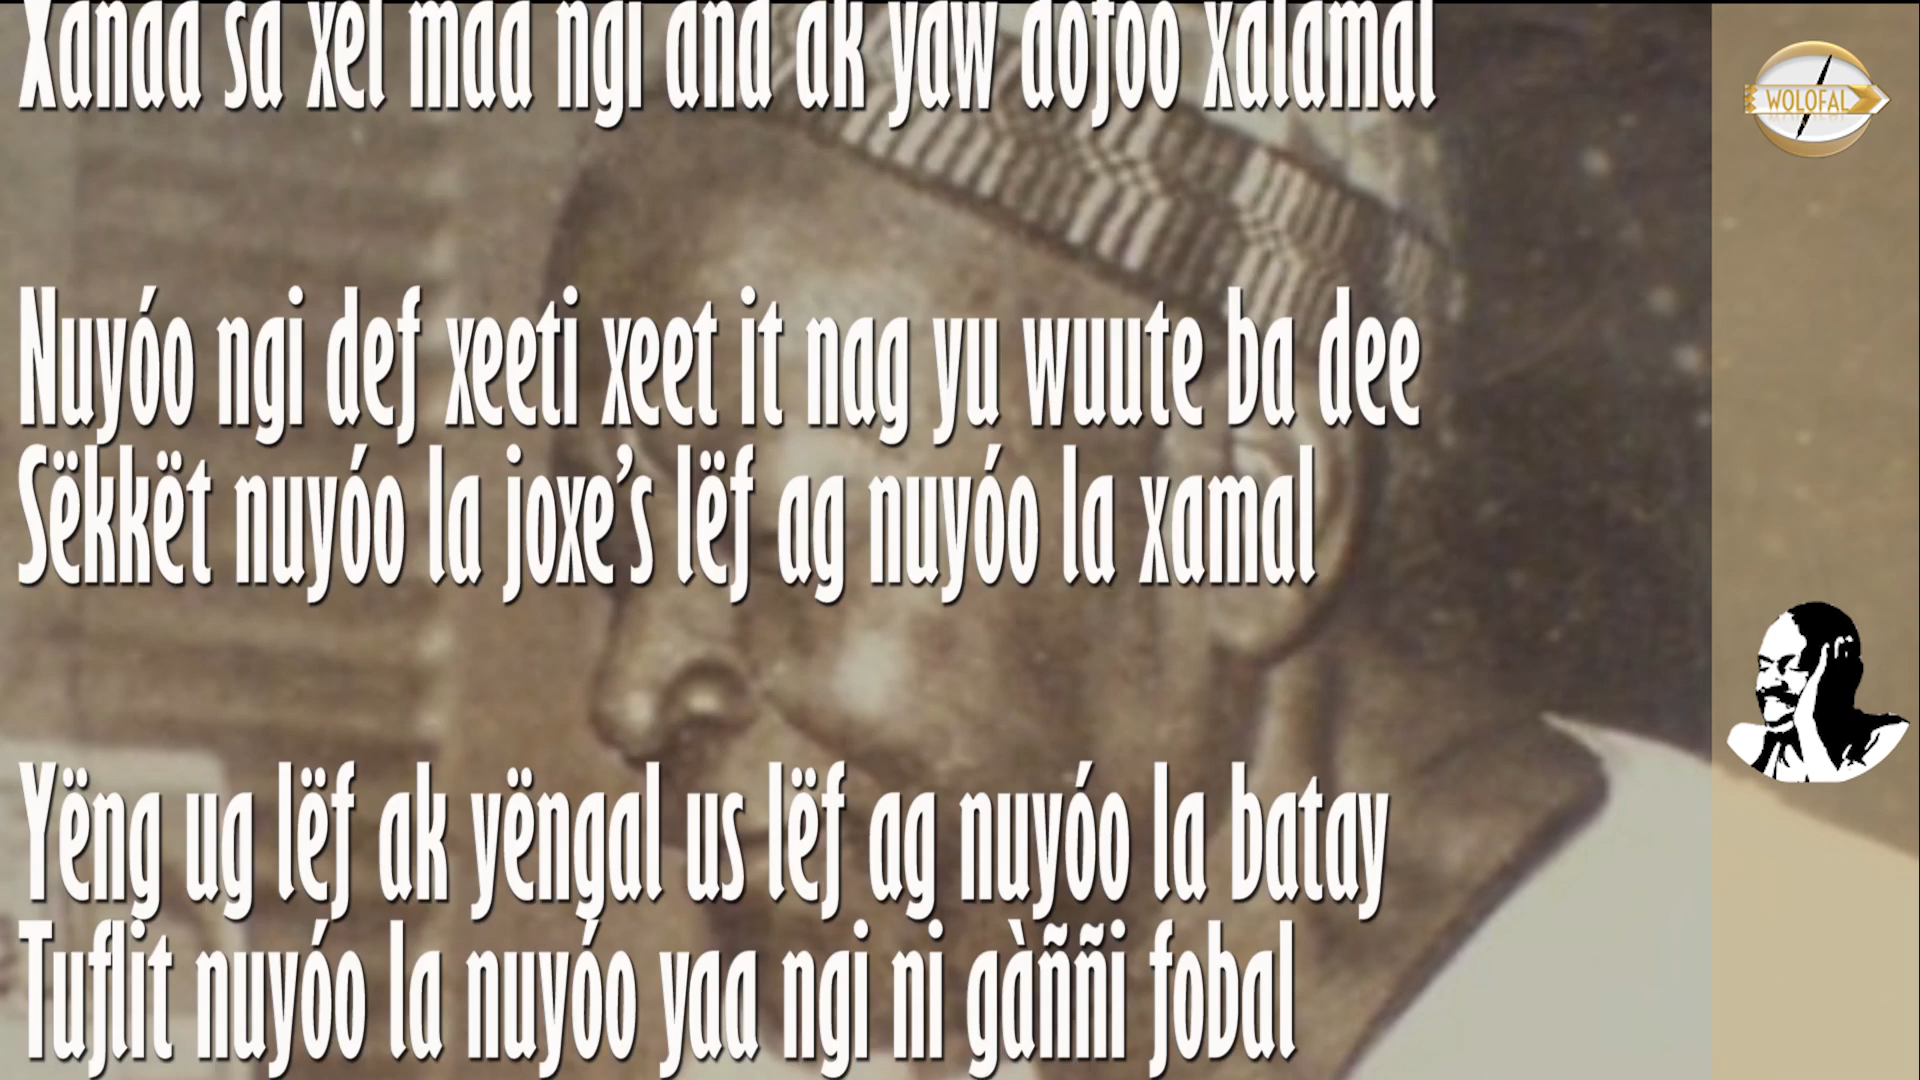 Xanaa sa xel maa ngi and ak yaw dofoo xalamal
Nuyóo ngi def xeeti xeet it nag yu wuute ba dee
Sëkkët nuyóo la joxe's lëf ag nuyóo la xamal
Yëng ug lëf ak yëngal us lëf ag nuyóo la batay
Tuflit nuyóo la nuyóo yaa ngi ni gàññi fobal
WOLOFAL